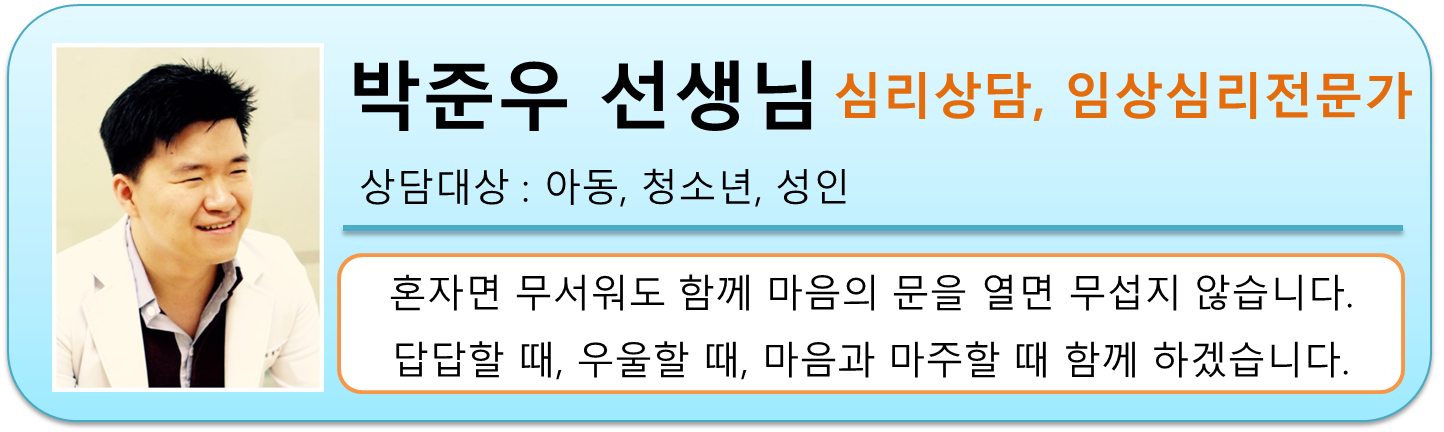 박준우 선생님 심리상담, 임상심리전문가
상담대상 : 아동, 청소년, 성인
혼자면 무서워도 함께 마음의 문을 열면 무섭지 않습니다.
답답할 때, 우울할 때, 마음과 마주할 때 함께 하겠습니다.